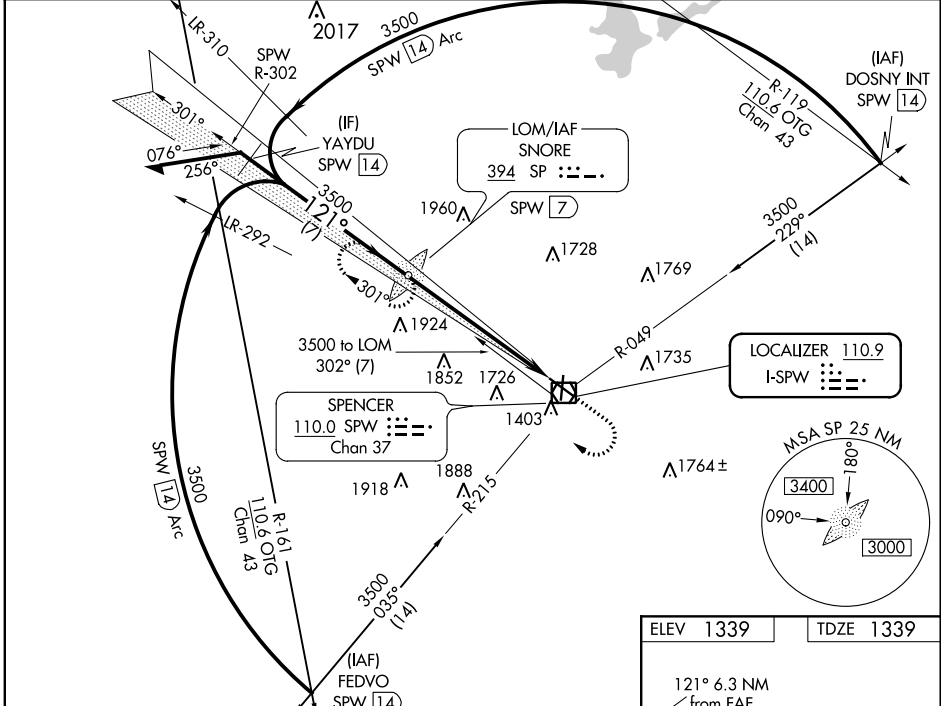 2017
3500
SPW 14 Arc
LR-310
SPW
R-302
(IAF)
DOSNY INT
SPW 14
R-119
110.6 OTG
Chan 43
301°
(IF)
YAYDU
SPW 14
LOM/IAF
SNORE
394 SP
SPW 7
076°
256°
3500
121°
(7)
1960
LR-292
1728
3500
229°
(14)
1769
301°
1924
R-049
3500 to LOM
302° (7)
1852
1726
1735
LOCALIZER 110.9
I-SPW
SPENCER
110.0 SPW
Chan 37
1403
MSA SP 25 NM
180°
3400
090°
3000
1764±
1918
1888
R-215
SPW 14 Arc
3500
R-161
110.6 OTG
Chan 43
3500
035°
(14)
(IAF)
FEDVO
SPW 14
ELEV 1339
TDZE 1339
121° 6.3 NM
from FAF